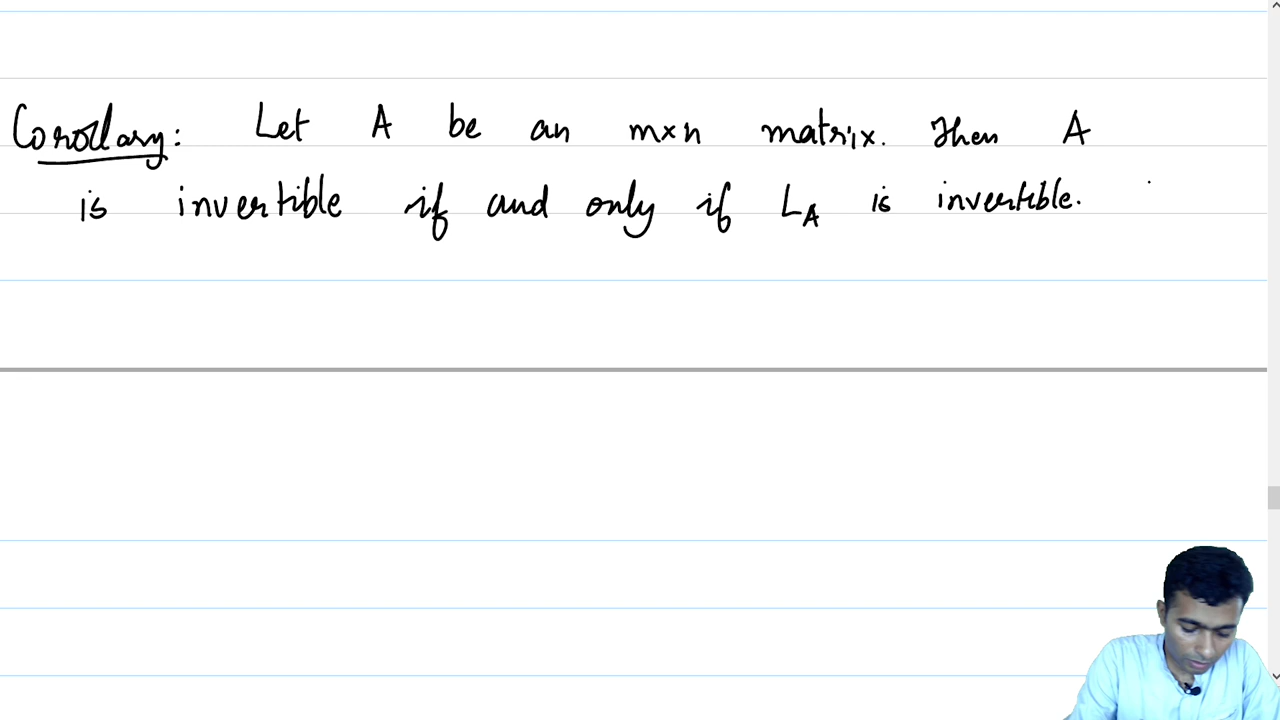 Corollary: Let A be an m×n matrix. Then A
is invertible if and only if L_A is invertible.